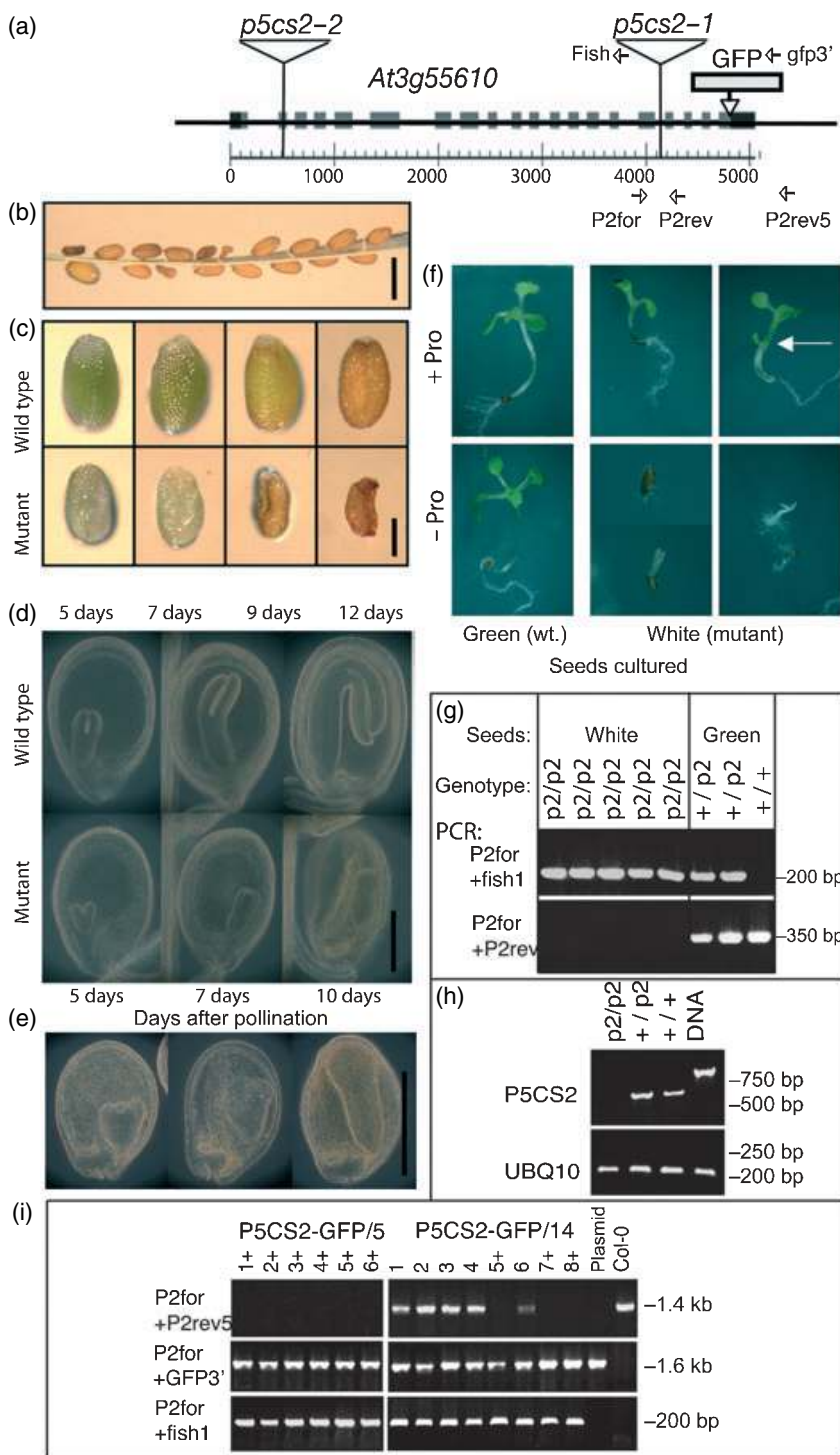 (a)
p5cs2-2
p5cs2-1
Fish
GFP
gfp3'
At3g55610
0 1000 2000 3000 4000 5000
P2for P2rev P2rev5
(b)
(c)
Wild type
Mutant
(d)
5 days 7 days 9 days 12 days
Wild type
Mutant
5 days 7 days 10 days
Days after pollination
(e)
(f)
+ Pro
– Pro
Green (wt.) White (mutant)
Seeds cultured
(g)
Seeds: White Green
Genotype: p2/p2 p2/p2 p2/p2 p2/p2 p2/p2 +/p2 +/p2 +/+
PCR:
P2for
+fish1
–200 bp
P2for
+P2rev
–350 bp
(h)
p2/p2 +/p2 +/+ DNA
P5CS2
–750 bp
–500 bp
UBQ10
–250 bp
–200 bp
(i)
P5CS2-GFP/5 P5CS2-GFP/14
1+ 2+ 3+ 4+ 5+ 6+ 1 2 3 4 5+ 6 7+ 8+ Plasmid Col-0
P2for
+P2rev5
–1.4 kb
P2for
+GFP3'
–1.6 kb
P2for
+fish1
–200 bp